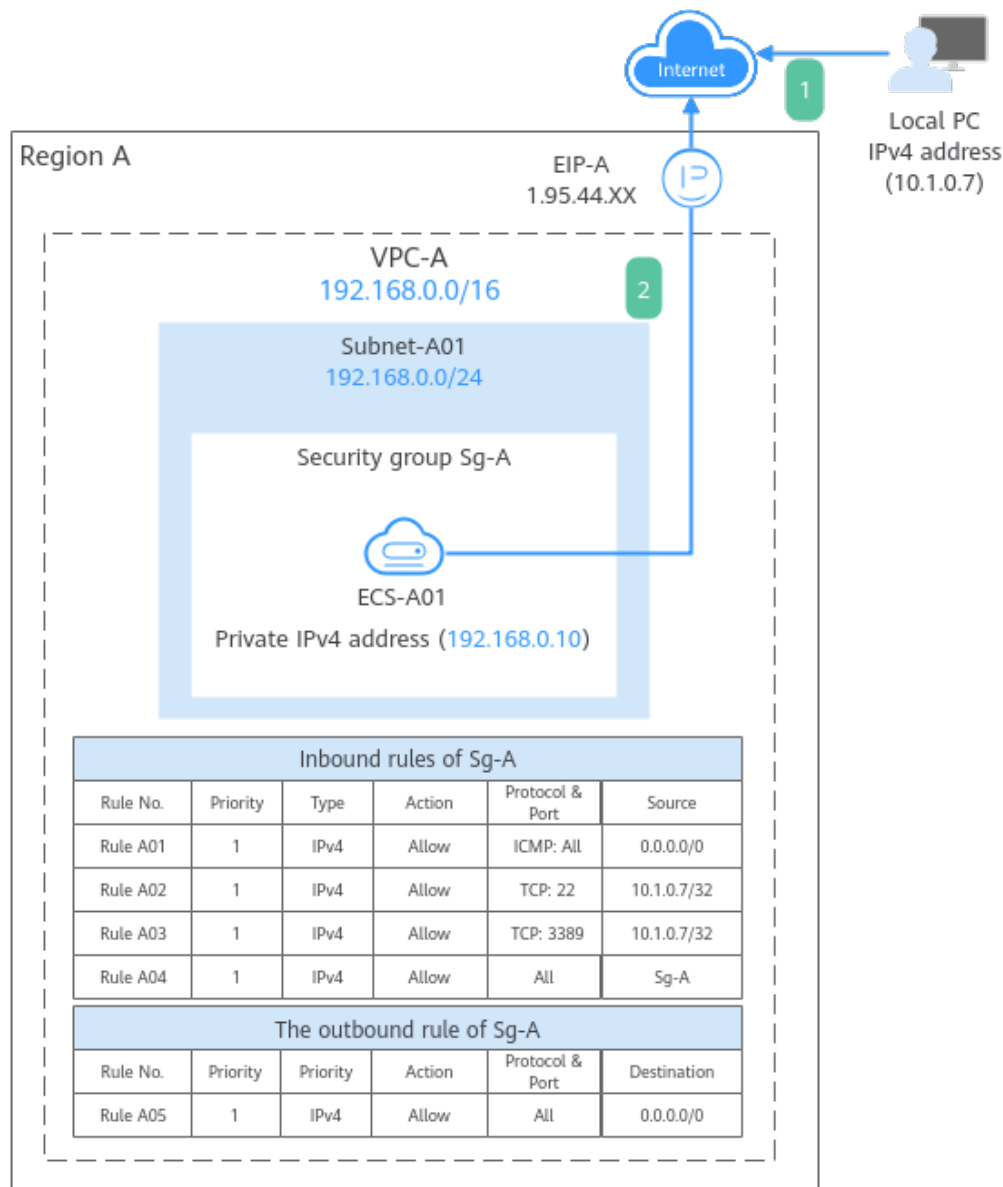 Internet
1
Local PC
IPv4 address
(10.1.0.7)
Region A
EIP-A
1.95.44.XX
IP
VPC-A
192.168.0.0/16
2
Subnet-A01
192.168.0.0/24
Security group Sg-A
ECS-A01
Private IPv4 address (192.168.0.10)
Inbound rules of Sg-A
Rule No. Priority Type Action Protocol & Port Source
Rule A01 1 IPv4 Allow ICMP: All 0.0.0.0/0
Rule A02 1 IPv4 Allow TCP: 22 10.1.0.7/32
Rule A03 1 IPv4 Allow TCP: 3389 10.1.0.7/32
Rule A04 1 IPv4 Allow All Sg-A
The outbound rule of Sg-A
Rule No. Priority Priority Action Protocol & Port Destination
Rule A05 1 IPv4 Allow All 0.0.0.0/0